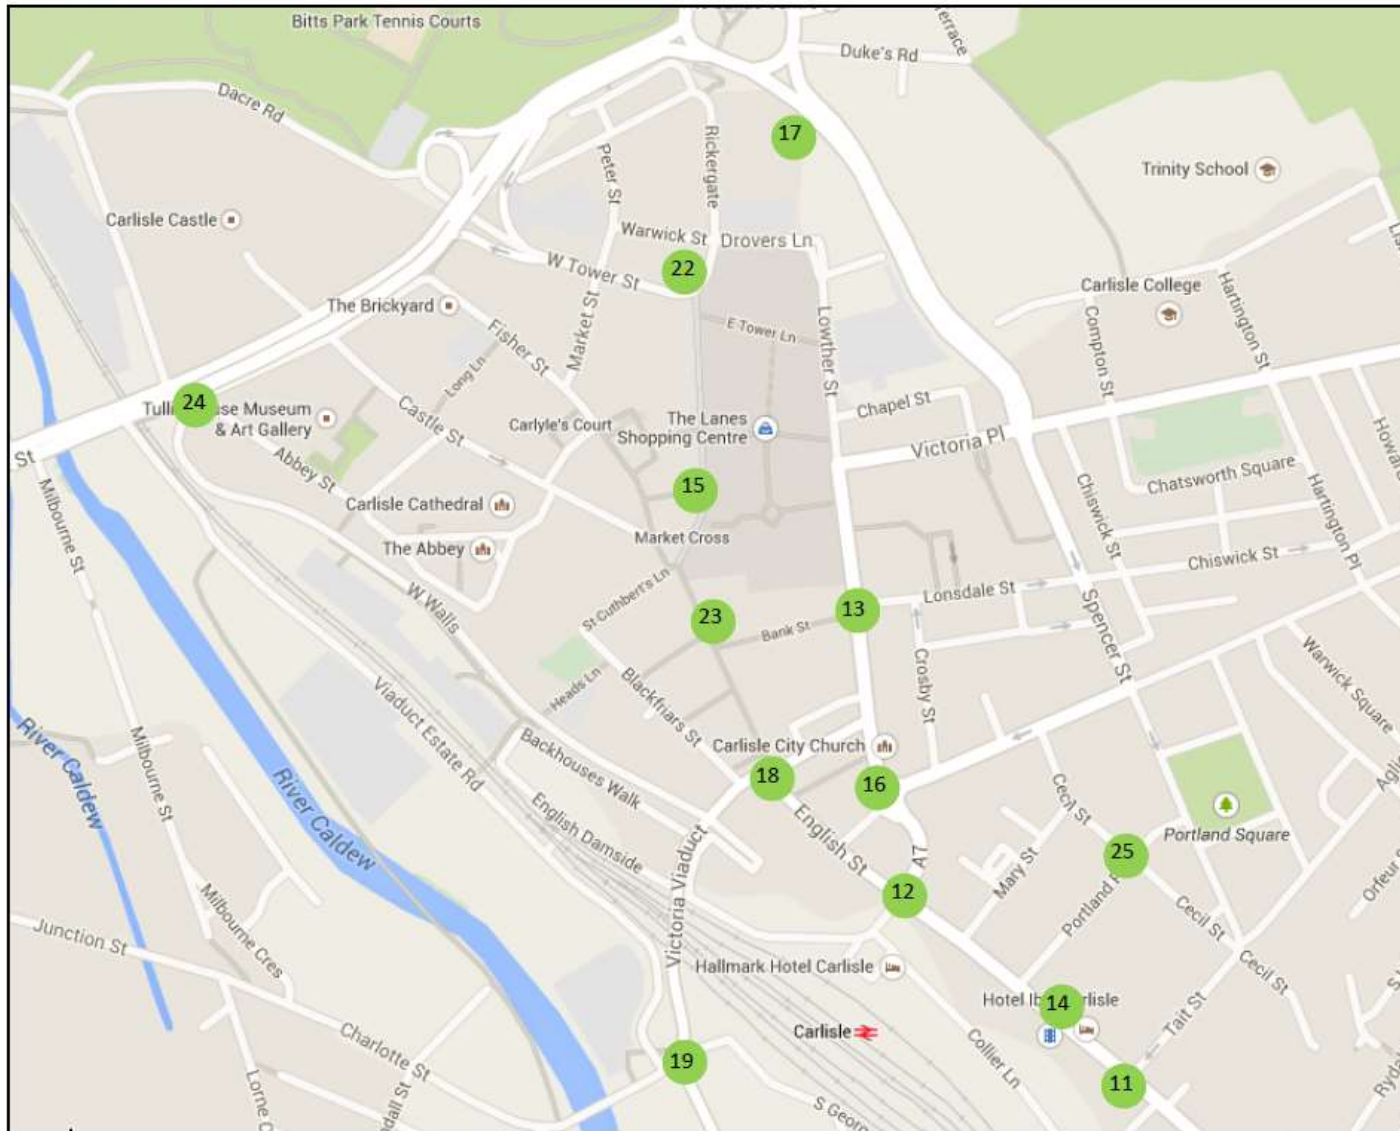 Bitts Park Tennis Courts
Duke's Rd
Terrace
Dacre Rd
17
Rickergate
Peter St
Trinity School
Carlisle Castle
Warwick St
Drovers Ln
W Tower St
22
Carlisle College
Hartington St
The Brickyard
Fisher St
Market St
E Tower Ln
Lowther St
Compton St
Long Ln
24
House Museum
& Art Gallery
Castle St
Carlyle's Court
The Lanes
Shopping Centre
Chapel St
Victoria Pl
St
Abbey St
Chatsworth Square
Milbourne St
Carlisle Cathedral
15
Chiswick St
Hartington Pl
The Abbey
Market Cross
Chiswick St
W Walls
St Cuthbert's Ln
23
Bank St
13
Lonsdale St
Spencer St
Crosby St
Warwick Square
Heads Ln
Blackfriars St
Viaduct Estate Rd
River Caldew
Milbourne St
River Caldew
Backhouses Walk
Carlisle City Church
18
16
Cecil St
English Damside
English St
A7
Portland Square
Mary St
25
Victoria Viaduct
12
Cecil St
Milbourne Cres
Junction St
Hallmark Hotel Carlisle
Cecil St
14
Carlisle
Tait St
Collier Ln
Charlotte St
19
11
S Geor